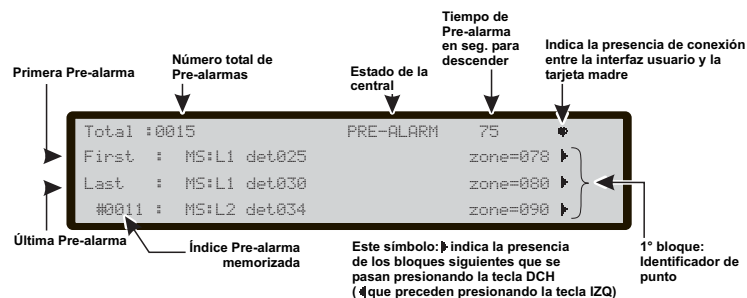 Tiempo de
Pre-alarma
en seg. para
descender
Indica la presencia de conexión
entre la interfaz usuario y la
tarjeta madre
Número total de
Pre-alarmas
Estado de la
central
Primera Pre-alarma
Total :0015 PRE-ALARM 75
First : MS:L1 det025 zone=078
Last : MS:L1 det030 zone=080
#0011 : MS:L2 det034 zone=090
Última Pre-alarma
Índice Pre-alarma
memorizada
Este símbolo: indica la presencia
de los bloques siguientes que se
pasan presionando la tecla DCH
( que preceden presionando la tecla IZQ)
1° bloque:
Identificador de
punto